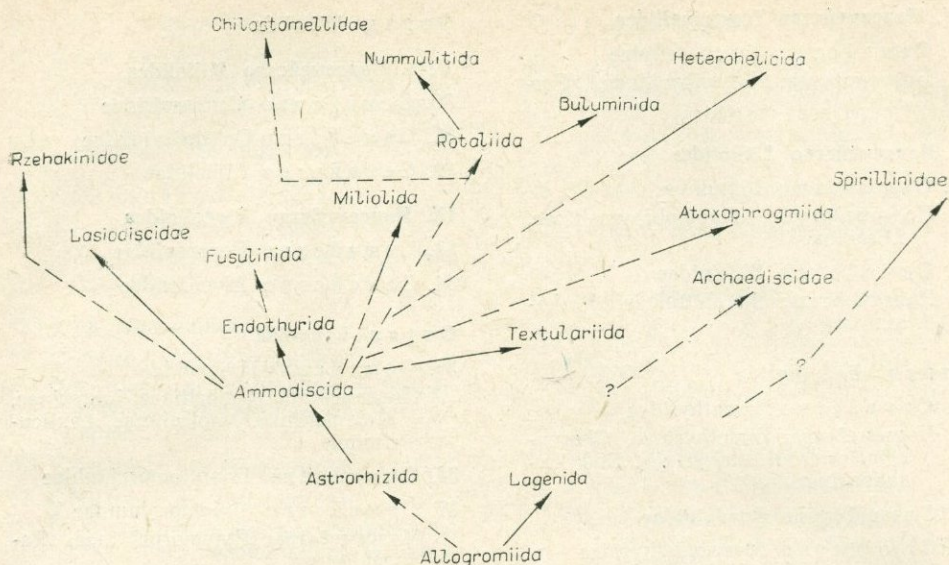 Chilostomellidae
Nummulitida
Heterohelicida
Buluminida
Rotaliida
Rzehakinidae
Spirillinidae
Miliolida
Lasiodiscidae
Ataxophragmiida
Fusulinida
Archaediscidae
Endothyrida
Textulariida
?
Ammodiscida
?
Astrorhizida
Lagenida
Allogromiida